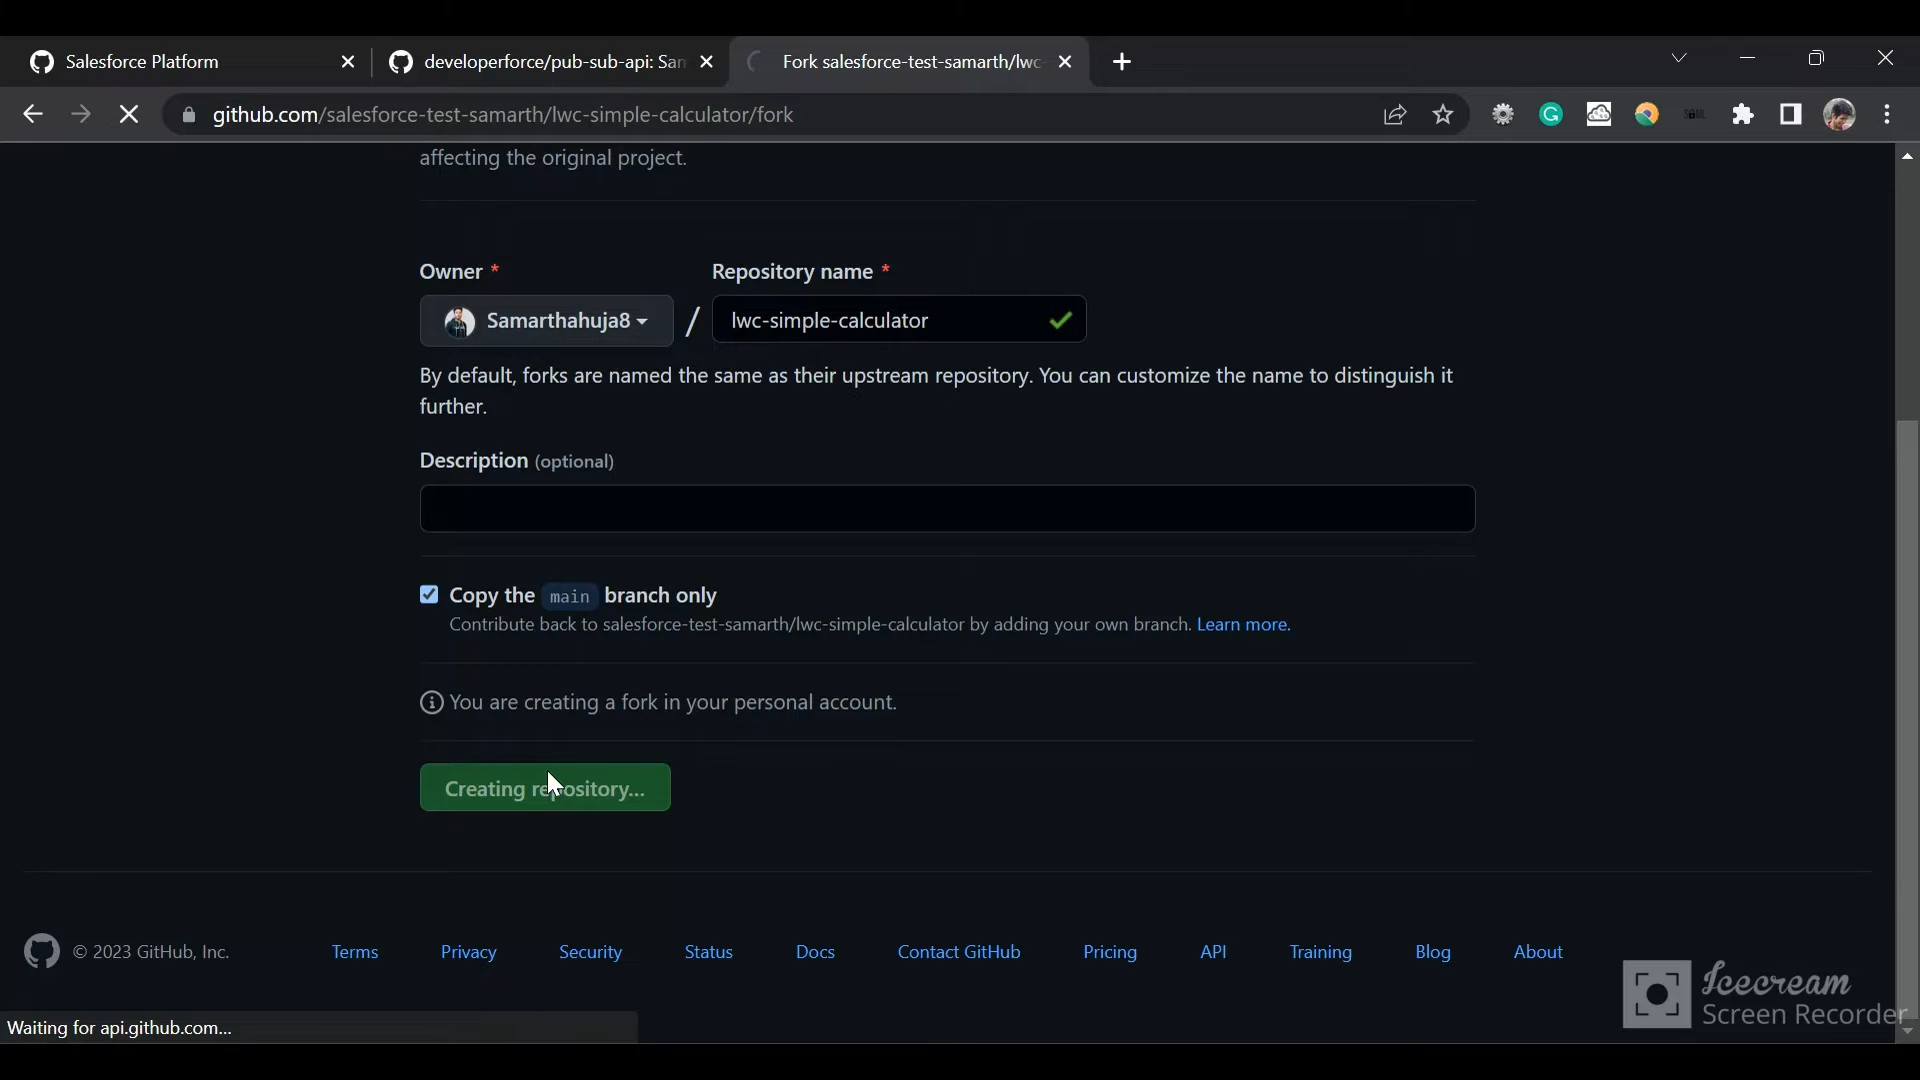 Salesforce Platform
developerforce/pub-sub-api: Sam
Fork salesforce-test-samarth/lwc-
github.com/salesforce-test-samarth/lwc-simple-calculator/fork
affecting the original project.
Owner *
Repository name *
Samarthahuja8 / lwc-simple-calculator
By default, forks are named the same as their upstream repository. You can customize the name to distinguish it
further.
Description (optional)
Copy the main branch only
Contribute back to salesforce-test-samarth/lwc-simple-calculator by adding your own branch. Learn more.
You are creating a fork in your personal account.
Creating repository...
© 2023 GitHub, Inc. Terms Privacy Security Status Docs Contact GitHub Pricing API Training Blog About
Icecream
Screen Recorder
Waiting for api.github.com...